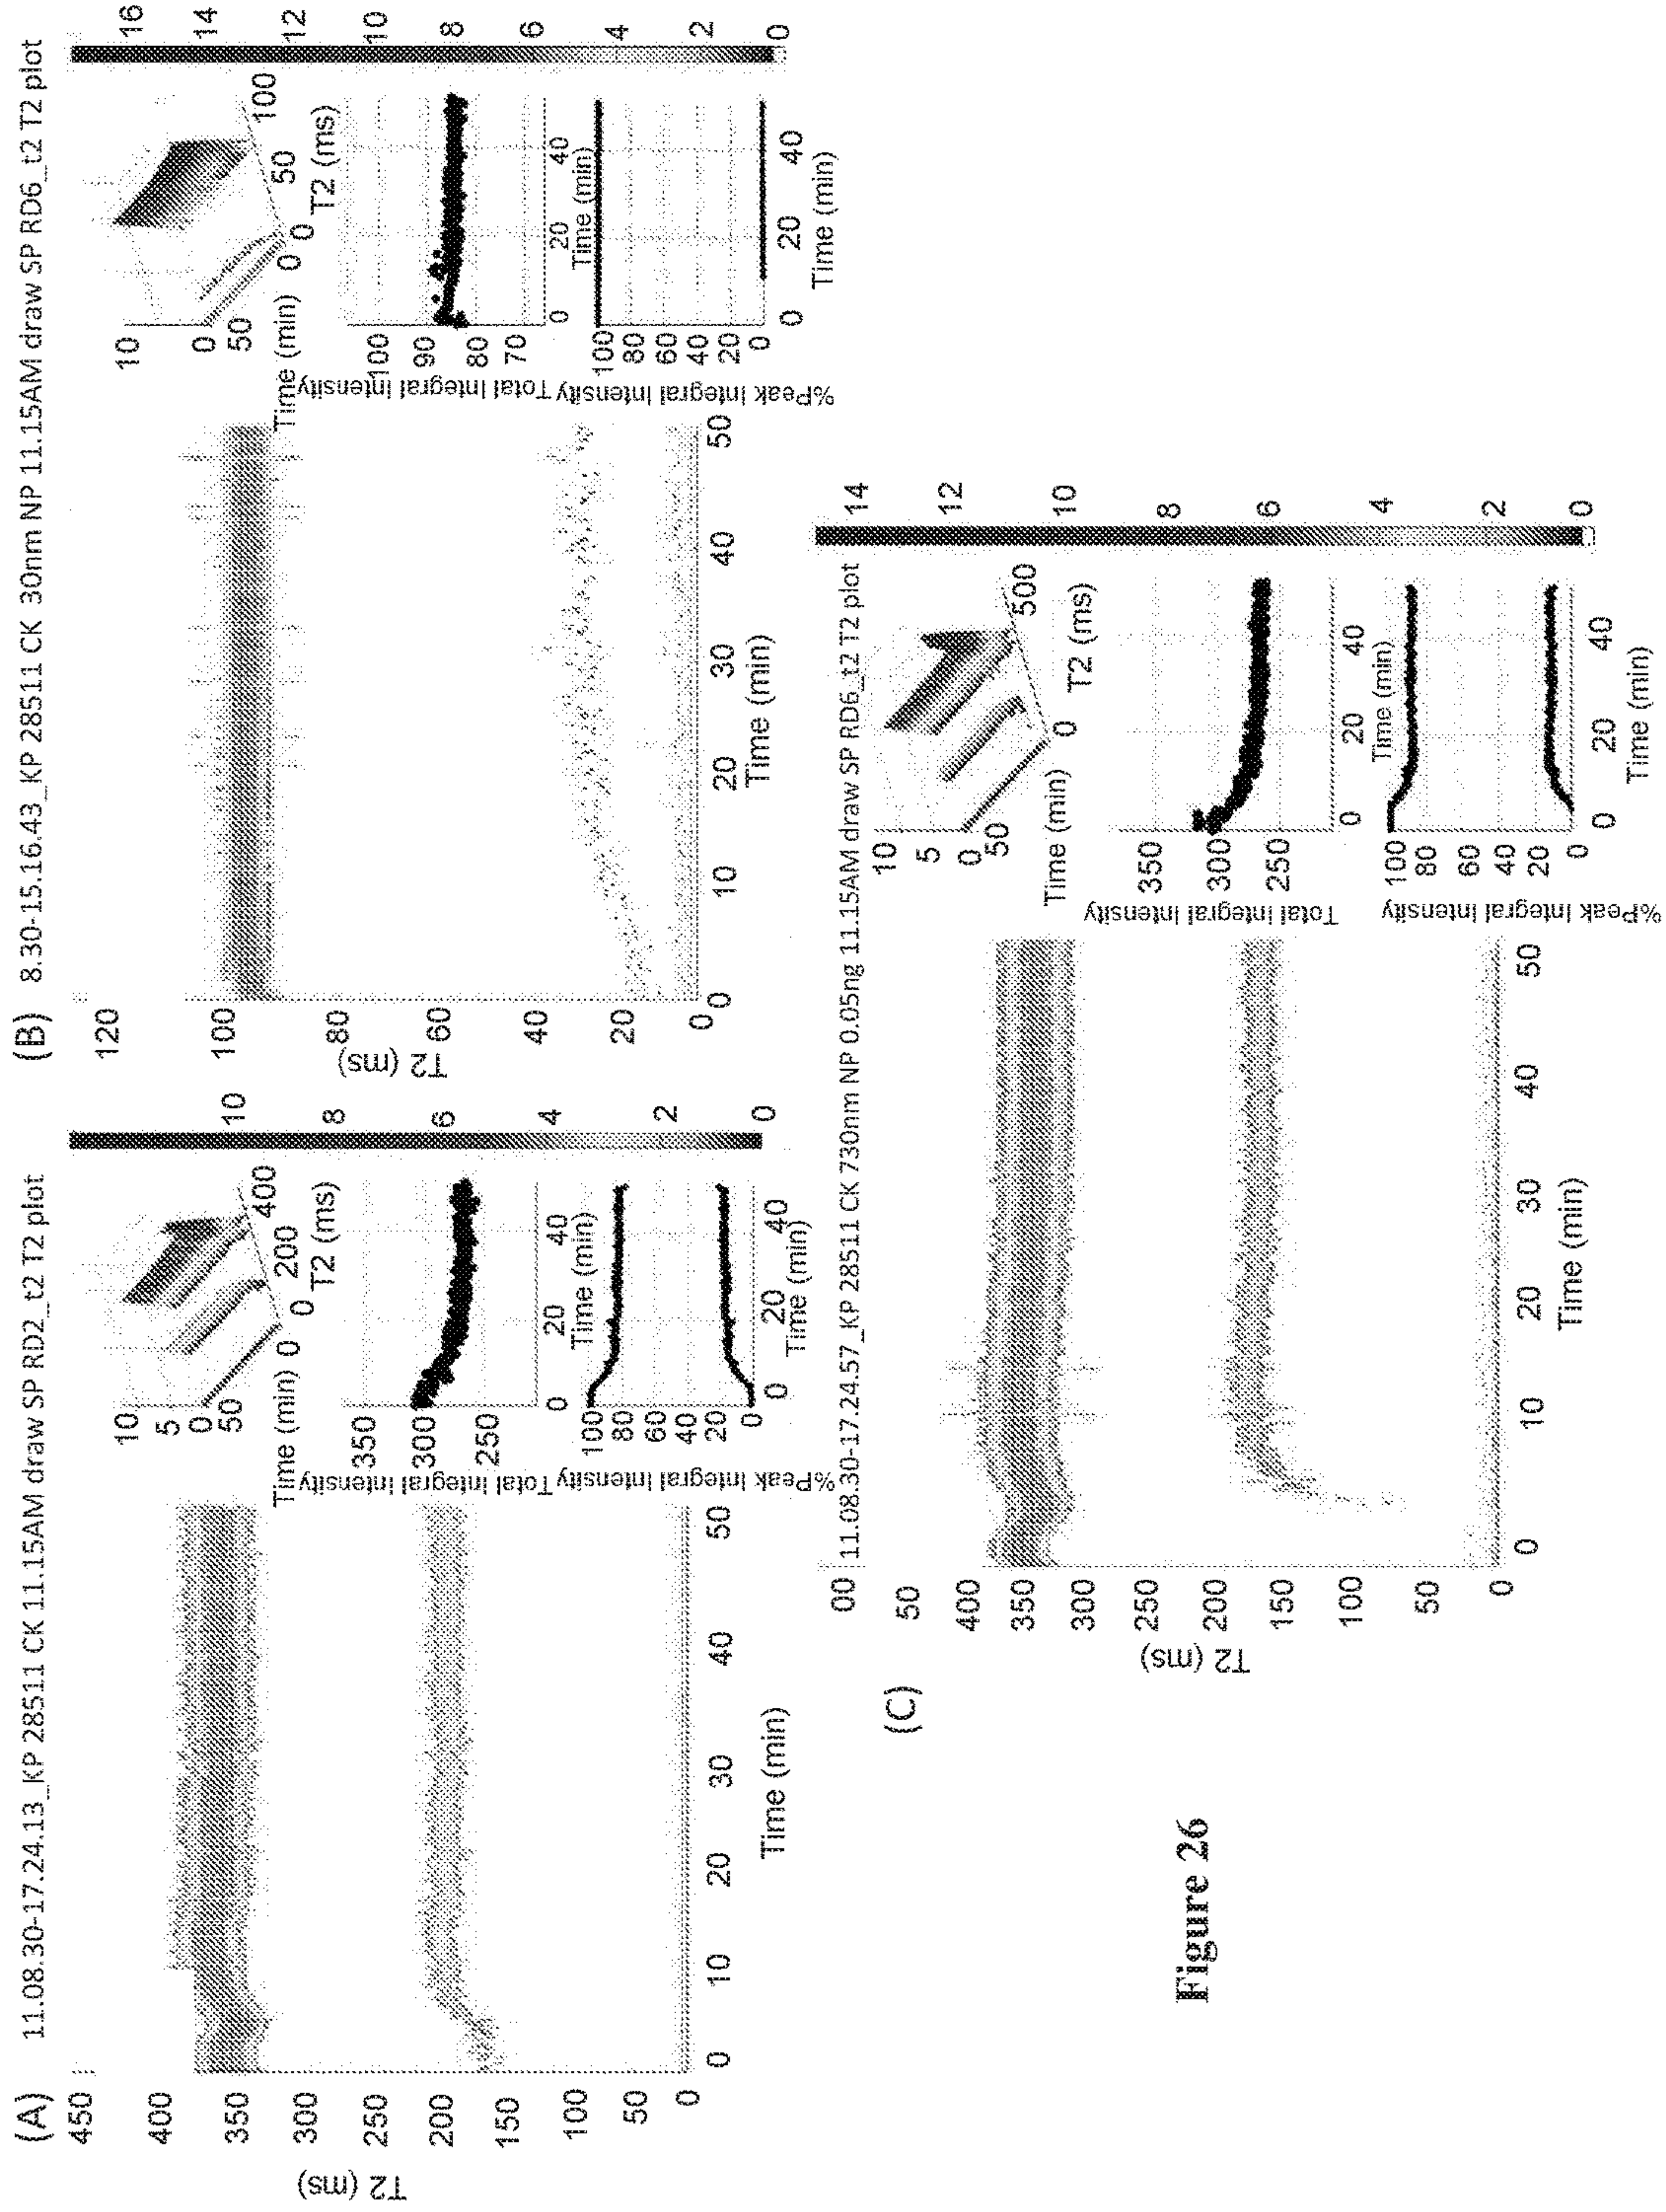 (A) 11.08.30-17.24.13_KP 28511 CK 11.15AM draw SP RD2_t2 T2 plot
450
400
350
300
250
200
150
100
50
0
T2 (ms)
0 10 20 30 40 50
Time (min)
10
5
0
50
Time (min)
0
0 200 400
T2 (ms)
350
300
250
Total Integral Intensity
0 20 40
Time (min)
100
80
60
40
20
0
%Peak Integral Intensity
0 20 40
Time (min)
10
8
6
4
2
0
(B) 8.30-15.16.43_KP 28511 CK 30nm NP 11.15AM draw SP RD6_t2 T2 plot
120
100
80
60
40
20
0
T2 (ms)
0 10 20 30 40 50
Time (min)
10
0
50
Time (min)
0
0 50 100
T2 (ms)
100
90
80
70
Total Integral Intensity
0 20 40
Time (min)
100
80
60
40
20
0
%Peak Integral Intensity
0 20 40
Time (min)
16
14
12
10
8
6
4
2
0
(C)
11.08.30-17.24.57_KP 28511 CK 730nm NP 0.05ng 11.15AM draw SP RD6_t2 T2 plot
00
50
400
350
300
250
200
150
100
50
0
T2 (ms)
0 10 20 30 40 50
Time (min)
10
5
0
50
Time (min)
0 500
T2 (ms)
350
300
250
Total Integral Intensity
0 20 40
Time (min)
100
80
60
40
20
0
%Peak Integral Intensity
0 20 40
Time (min)
14
12
10
8
6
4
2
0
Figure 26